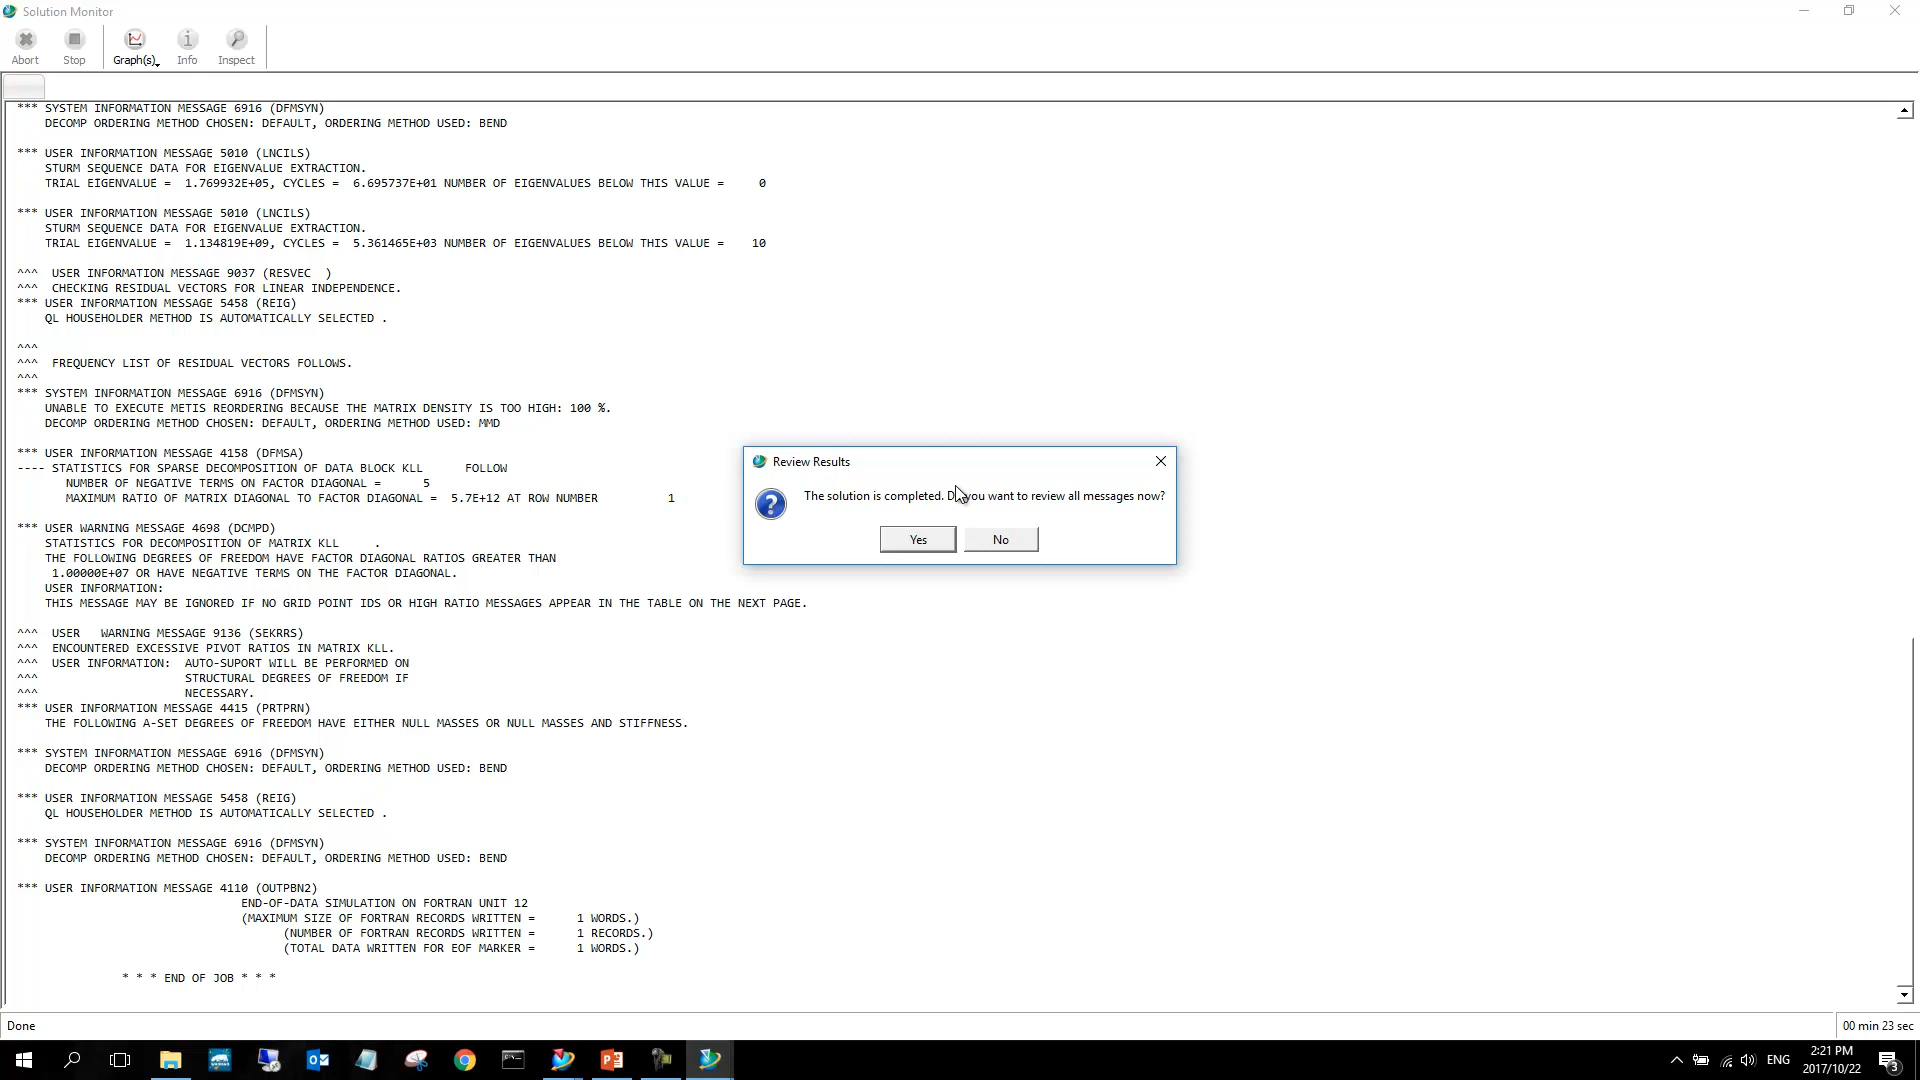 Solution Monitor
Abort Stop Graph(s) Info Inspect
*** SYSTEM INFORMATION MESSAGE 6916 (DFMSYN)
DECOMP ORDERING METHOD CHOSEN: DEFAULT, ORDERING METHOD USED: BEND
*** USER INFORMATION MESSAGE 5010 (LNCILS)
STURM SEQUENCE DATA FOR EIGENVALUE EXTRACTION.
TRIAL EIGENVALUE = 1.769932E+05, CYCLES = 6.695737E+01 NUMBER OF EIGENVALUES BELOW THIS VALUE = 0
*** USER INFORMATION MESSAGE 5010 (LNCILS)
STURM SEQUENCE DATA FOR EIGENVALUE EXTRACTION.
TRIAL EIGENVALUE = 1.134819E+09, CYCLES = 5.361465E+03 NUMBER OF EIGENVALUES BELOW THIS VALUE = 10
^^^ USER INFORMATION MESSAGE 9037 (RESVEC )
^^^ CHECKING RESIDUAL VECTORS FOR LINEAR INDEPENDENCE.
*** USER INFORMATION MESSAGE 5458 (REIG)
QL HOUSEHOLDER METHOD IS AUTOMATICALLY SELECTED .
^^^
^^^ FREQUENCY LIST OF RESIDUAL VECTORS FOLLOWS.
^^^
*** SYSTEM INFORMATION MESSAGE 6916 (DFMSYN)
UNABLE TO EXECUTE METIS REORDERING BECAUSE THE MATRIX DENSITY IS TOO HIGH: 100 %.
DECOMP ORDERING METHOD CHOSEN: DEFAULT, ORDERING METHOD USED: MMD
*** USER INFORMATION MESSAGE 4158 (DFMSA)
---- STATISTICS FOR SPARSE DECOMPOSITION OF DATA BLOCK KLL FOLLOW
NUMBER OF NEGATIVE TERMS ON FACTOR DIAGONAL = 5
MAXIMUM RATIO OF MATRIX DIAGONAL TO FACTOR DIAGONAL = 5.7E+12 AT ROW NUMBER 1
*** USER WARNING MESSAGE 4698 (DCMPD)
STATISTICS FOR DECOMPOSITION OF MATRIX KLL .
THE FOLLOWING DEGREES OF FREEDOM HAVE FACTOR DIAGONAL RATIOS GREATER THAN
1.00000E+07 OR HAVE NEGATIVE TERMS ON THE FACTOR DIAGONAL.
USER INFORMATION:
THIS MESSAGE MAY BE IGNORED IF NO GRID POINT IDS OR HIGH RATIO MESSAGES APPEAR IN THE TABLE ON THE NEXT PAGE.
^^^ USER WARNING MESSAGE 9136 (SEKRRS)
^^^ ENCOUNTERED EXCESSIVE PIVOT RATIOS IN MATRIX KLL.
^^^ USER INFORMATION: AUTO-SUPORT WILL BE PERFORMED ON
^^^ STRUCTURAL DEGREES OF FREEDOM IF
^^^ NECESSARY.
*** USER INFORMATION MESSAGE 4415 (PRTPRN)
THE FOLLOWING A-SET DEGREES OF FREEDOM HAVE EITHER NULL MASSES OR NULL MASSES AND STIFFNESS.
*** SYSTEM INFORMATION MESSAGE 6916 (DFMSYN)
DECOMP ORDERING METHOD CHOSEN: DEFAULT, ORDERING METHOD USED: BEND
*** USER INFORMATION MESSAGE 5458 (REIG)
QL HOUSEHOLDER METHOD IS AUTOMATICALLY SELECTED .
*** SYSTEM INFORMATION MESSAGE 6916 (DFMSYN)
DECOMP ORDERING METHOD CHOSEN: DEFAULT, ORDERING METHOD USED: BEND
*** USER INFORMATION MESSAGE 4110 (OUTPBN2)
END-OF-DATA SIMULATION ON FORTRAN UNIT 12
(MAXIMUM SIZE OF FORTRAN RECORDS WRITTEN = 1 WORDS.)
(NUMBER OF FORTRAN RECORDS WRITTEN = 1 RECORDS.)
(TOTAL DATA WRITTEN FOR EOF MARKER = 1 WORDS.)
* * * END OF JOB * * *
Review Results
The solution is completed. D you want to review all messages now?
Yes No
Done
00 min 23 sec
ENG
2:21 PM
2017/10/22
3